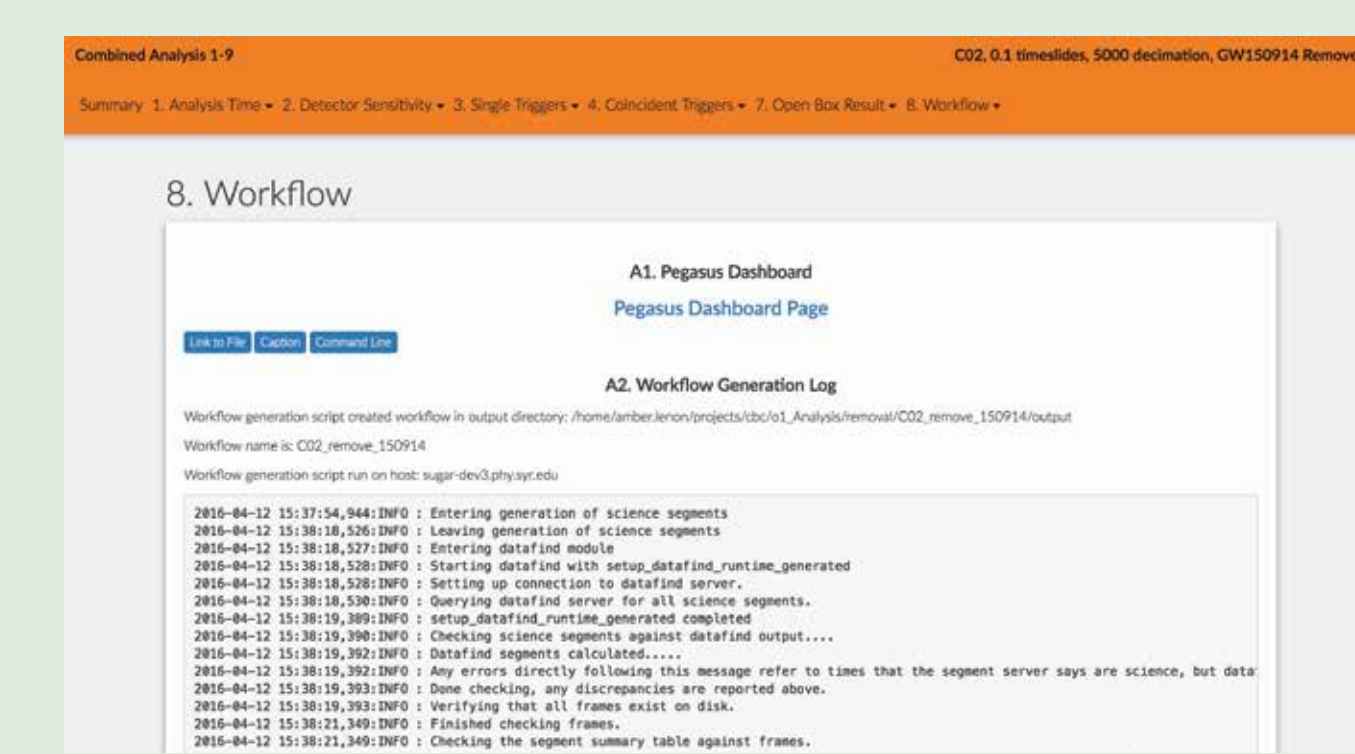 Combined Analysis 1-9
C02, 0.1 timeslides, 5000 decimation, GW150914 Remove
Summary 1. Analysis Time 2. Detector Sensitivity 3. Single Triggers 4. Coincident Triggers 7. Open Box Result 8. Workflow
8. Workflow
A1. Pegasus Dashboard
Pegasus Dashboard Page
Link to File Caption Command Line
A2. Workflow Generation Log
Workflow generation script created workflow in output directory: /home/amber.lenon/projects/cbc/o1_Analysis/removal/C02_remove_150914/output
Workflow name is: C02_remove_150914
Workflow generation script run on host: sugar-dev3.phy.syr.edu
2016-04-12 15:37:54,944:INFO : Entering generation of science segments
2016-04-12 15:38:18,526:INFO : Leaving generation of science segments
2016-04-12 15:38:18,527:INFO : Entering datafind module
2016-04-12 15:38:18,528:INFO : Starting datafind with setup_datafind_runtime_generated
2016-04-12 15:38:18,528:INFO : Setting up connection to datafind server.
2016-04-12 15:38:18,530:INFO : Querying datafind server for all science segments.
2016-04-12 15:38:19,389:INFO : setup_datafind_runtime_generated completed
2016-04-12 15:38:19,390:INFO : Checking science segments against datafind output....
2016-04-12 15:38:19,392:INFO : Datafind segments calculated.....
2016-04-12 15:38:19,392:INFO : Any errors directly following this message refer to times that the segment server says are science, but data
2016-04-12 15:38:19,393:INFO : Done checking, any discrepancies are reported above.
2016-04-12 15:38:19,393:INFO : Verifying that all frames exist on disk.
2016-04-12 15:38:21,349:INFO : Finished checking frames.
2016-04-12 15:38:21,349:INFO : Checking the segment summary table against frames.